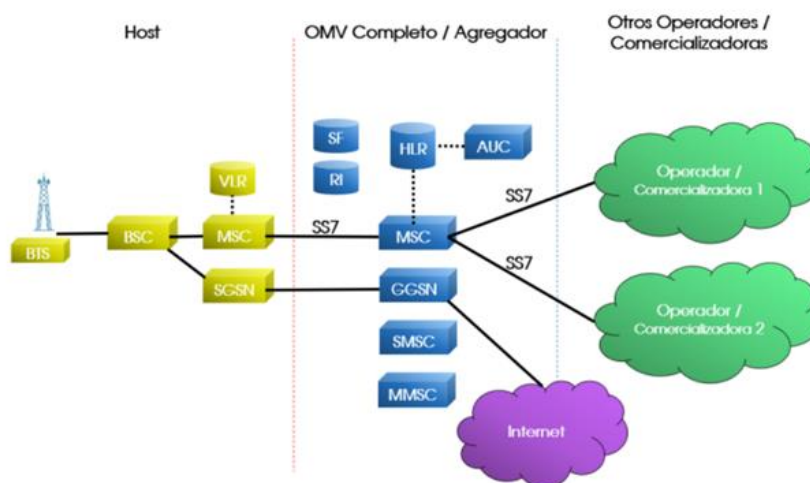 Host
OMV Completo / Agregador
Otros Operadores /
Comercializadoras
SF
RI
HLR
AUC
VLR
BTS
BSC
MSC
SS7
MSC
SS7
SS7
Operador /
Comercializadora 1
SGSN
GGSN
Operador /
Comercializadora 2
SMSC
MMSC
Internet